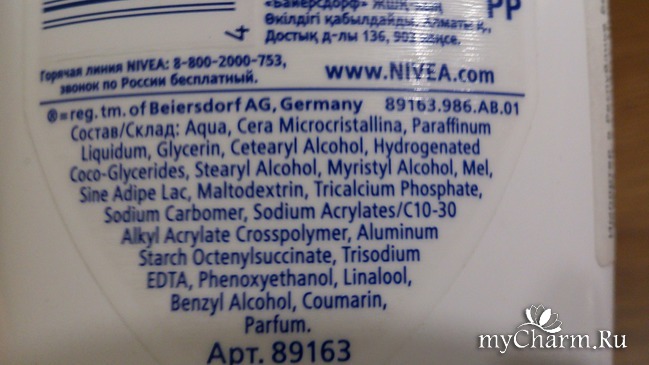 «Байерсдорф» ЖШҚ-ның
Өкілдігі қабылдайды. Алматы қ.,
Достық д-лы 136, 902
РР
Горячая линия NIVEA: 8-800-2000-753,
звонок по России бесплатный.
www.NIVEA.com
®=reg. tm. of Beiersdorf AG, Germany 89163.986.AB.01
Состав/Склад: Aqua, Cera Microcristallina, Paraffinum
Liquidum, Glycerin, Cetearyl Alcohol, Hydrogenated
Coco-Glycerides, Stearyl Alcohol, Myristyl Alcohol, Mel,
Sine Adipe Lac, Maltodextrin, Tricalcium Phosphate,
Sodium Carbomer, Sodium Acrylates/C10-30
Alkyl Acrylate Crosspolymer, Aluminum
Starch Octenylsuccinate, Trisodium
EDTA, Phenoxyethanol, Linalool,
Benzyl Alcohol, Coumarin,
Parfum.
Арт. 89163
myCharm.Ru